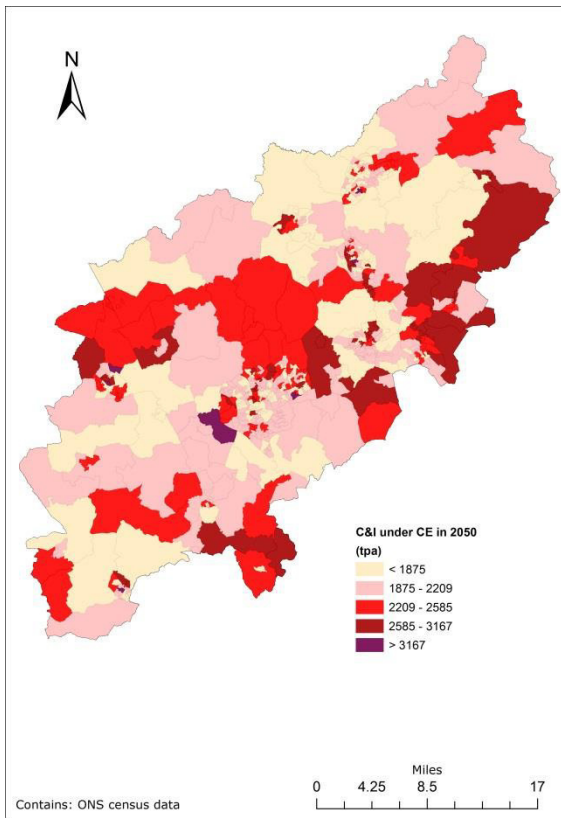 N
C&I under CE in 2050
(tpa)
< 1875
1875 - 2209
2209 - 2585
2585 - 3167
> 3167
Miles
0 4.25 8.5 17
Contains: ONS census data